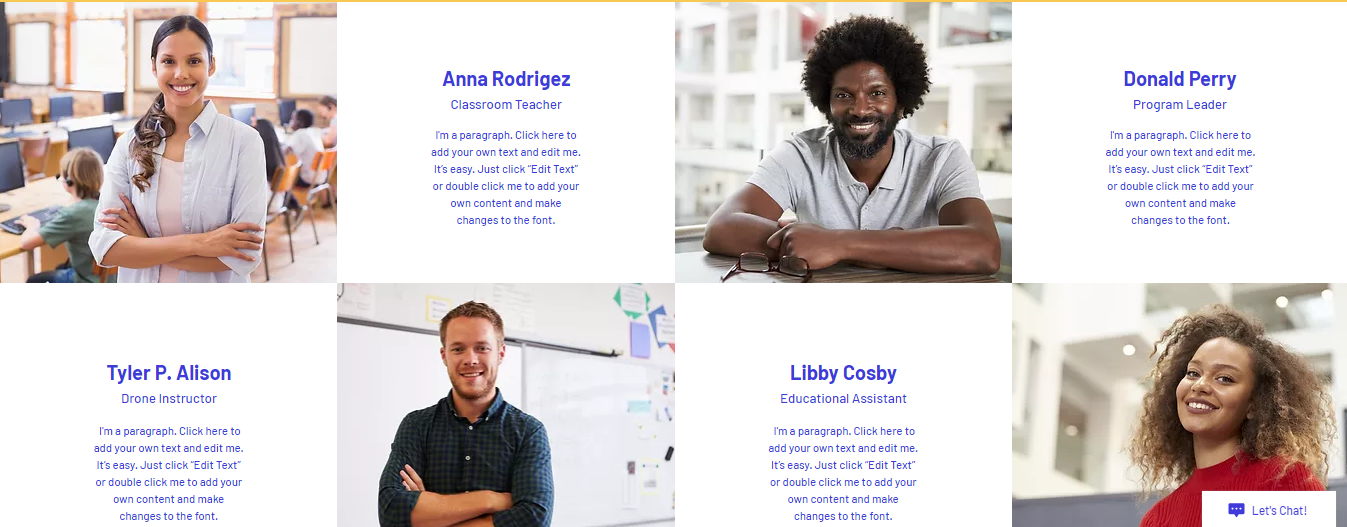 Anna Rodrigez
Classroom Teacher
I'm a paragraph. Click here to
add your own text and edit me.
It's easy. Just click “Edit Text”
or double click me to add your
own content and make
changes to the font.
Donald Perry
Program Leader
I'm a paragraph. Click here to
add your own text and edit me.
It's easy. Just click “Edit Text”
or double click me to add your
own content and make
changes to the font.
Tyler P. Alison
Drone Instructor
I'm a paragraph. Click here to
add your own text and edit me.
It's easy. Just click “Edit Text”
or double click me to add your
own content and make
changes to the font.
Libby Cosby
Educational Assistant
I'm a paragraph. Click here to
add your own text and edit me.
It's easy. Just click “Edit Text”
or double click me to add your
own content and make
changes to the font.
Let's Chat!